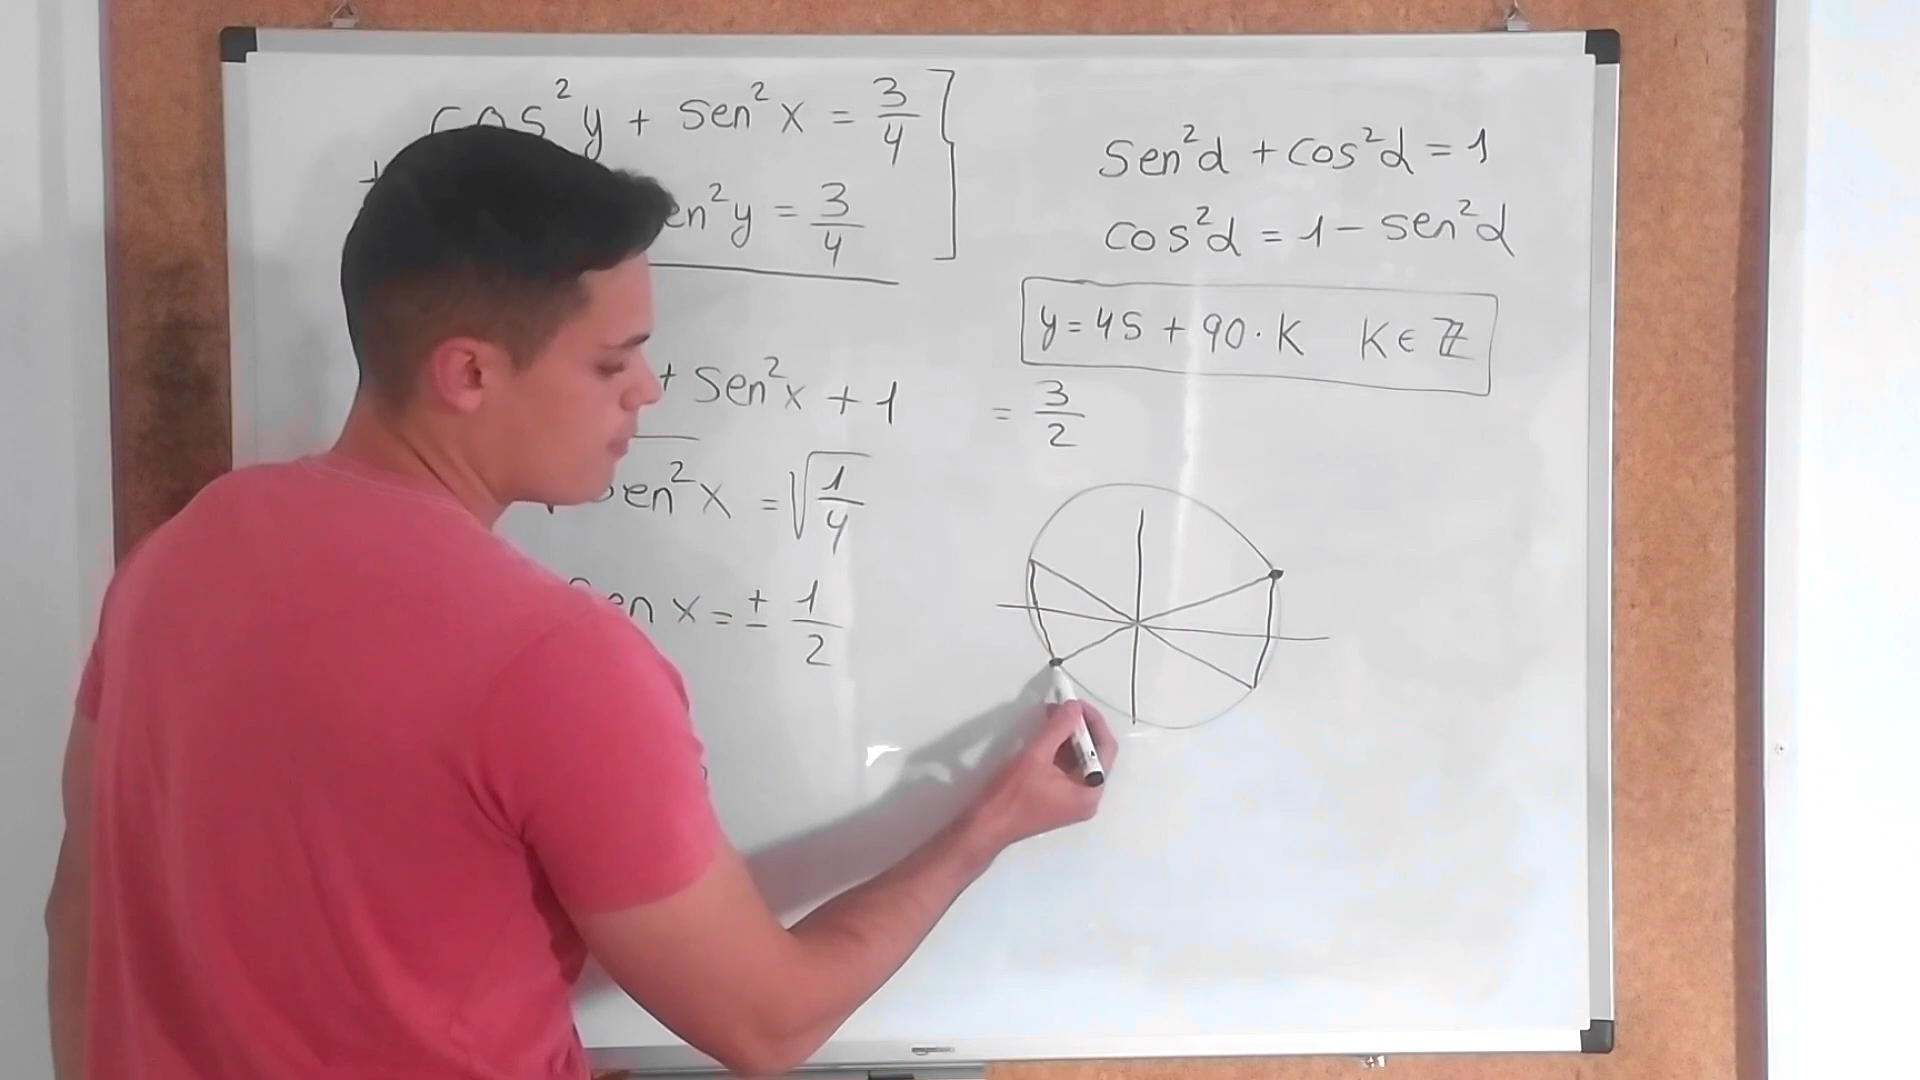 cos²y + sen²x = 3/4
+ en²y = 3/4
+ sen²x + 1 = 3/2
en²x = √1/4
en x = ± 1/2
sen²α + cos²α = 1
cos²α = 1 - sen²α
y = 45 + 90·K K ∈ ℤ